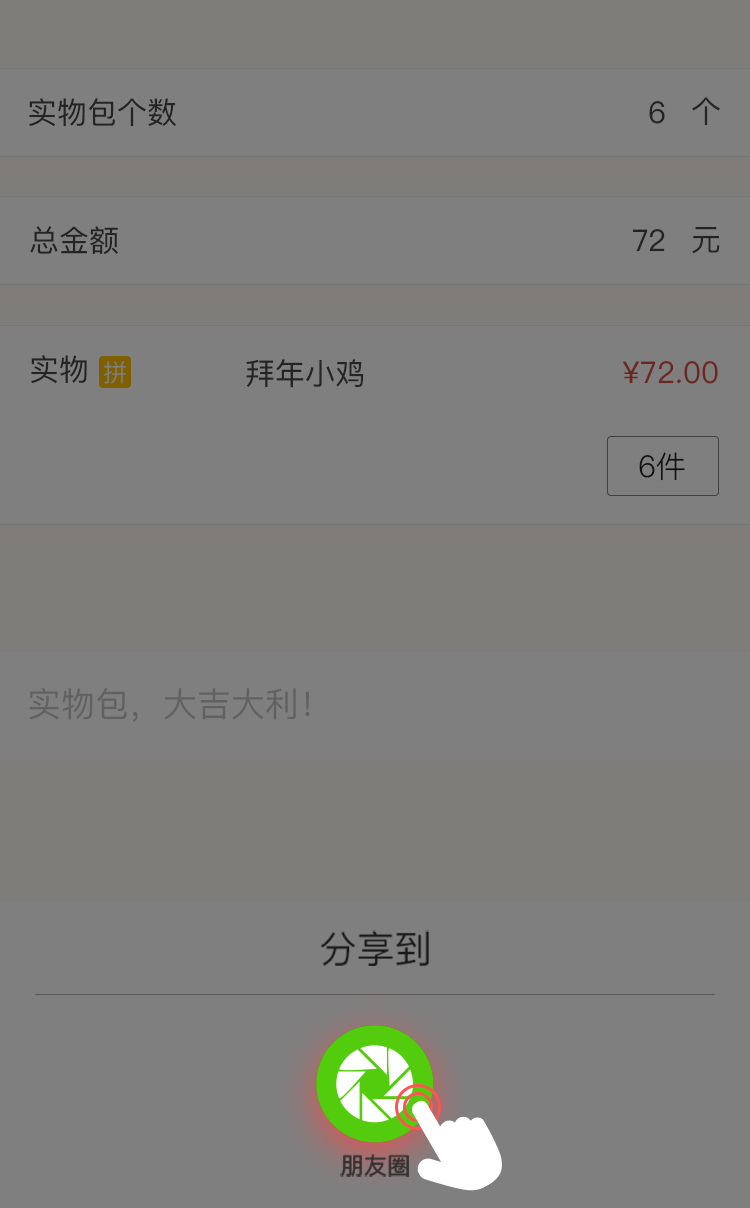 实物包个数 6 个
总金额 72 元
实物 拼 拜年小鸡 ¥72.00
6件
实物包，大吉大利！
分享到
朋友圈